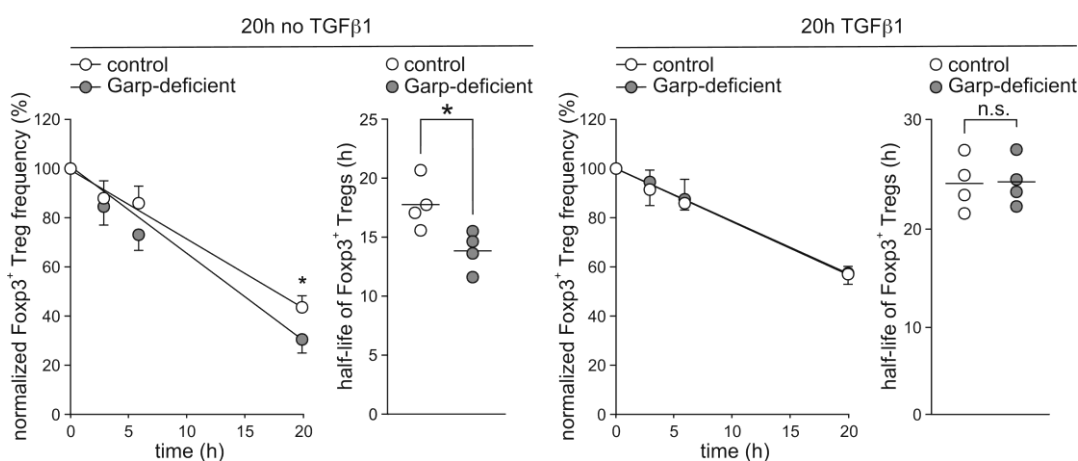 20h no TGFβ1
control
Garp-deficient
normalized Foxp3⁺ Treg frequency (%)
120
100
80
60
40
20
0
*
0
5
10
15
20
time (h)
control
Garp-deficient
half-life of Foxp3⁺ Tregs (h)
25
20
15
10
5
0
*
20h TGFβ1
control
Garp-deficient
normalized Foxp3⁺ Treg frequency (%)
120
100
80
60
40
20
0
0
5
10
15
20
time (h)
control
Garp-deficient
half-life of Foxp3⁺ Tregs (h)
30
20
10
0
n.s.